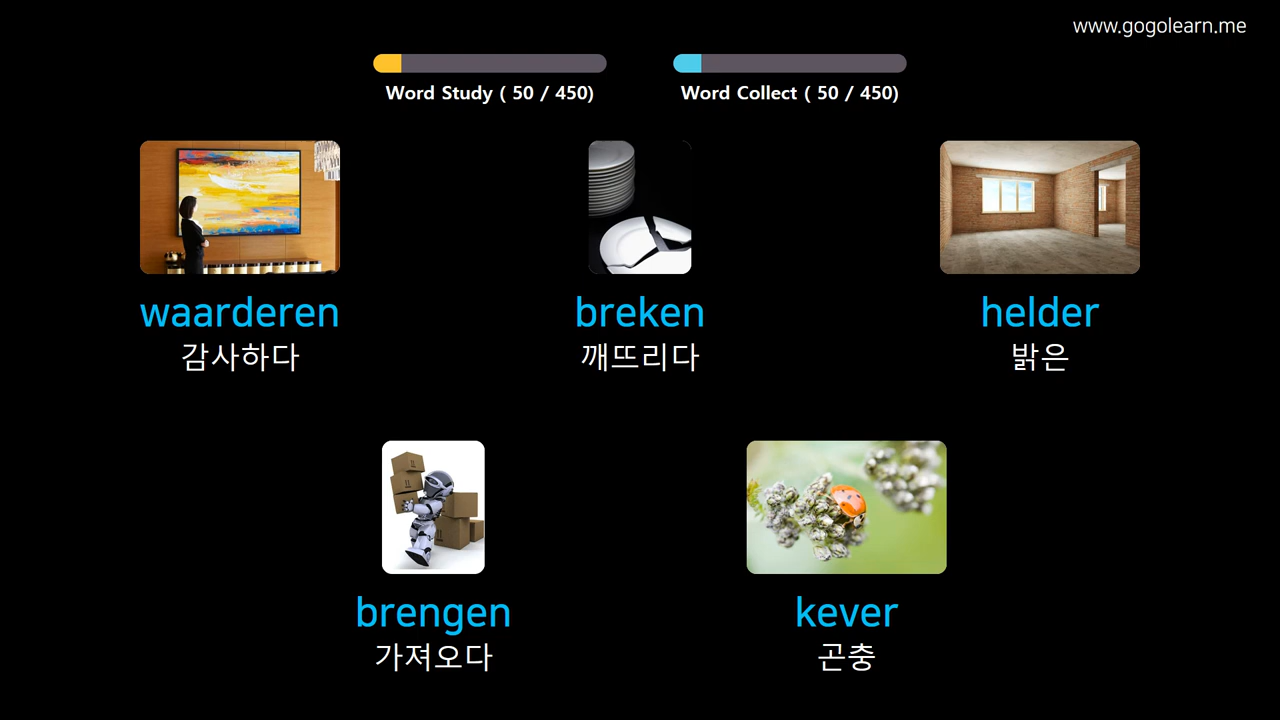 www.gogolearn.me
Word Study ( 50 / 450)
Word Collect ( 50 / 450)
waarderen
감사하다
breken
깨뜨리다
helder
밝은
brengen
가져오다
kever
곤충